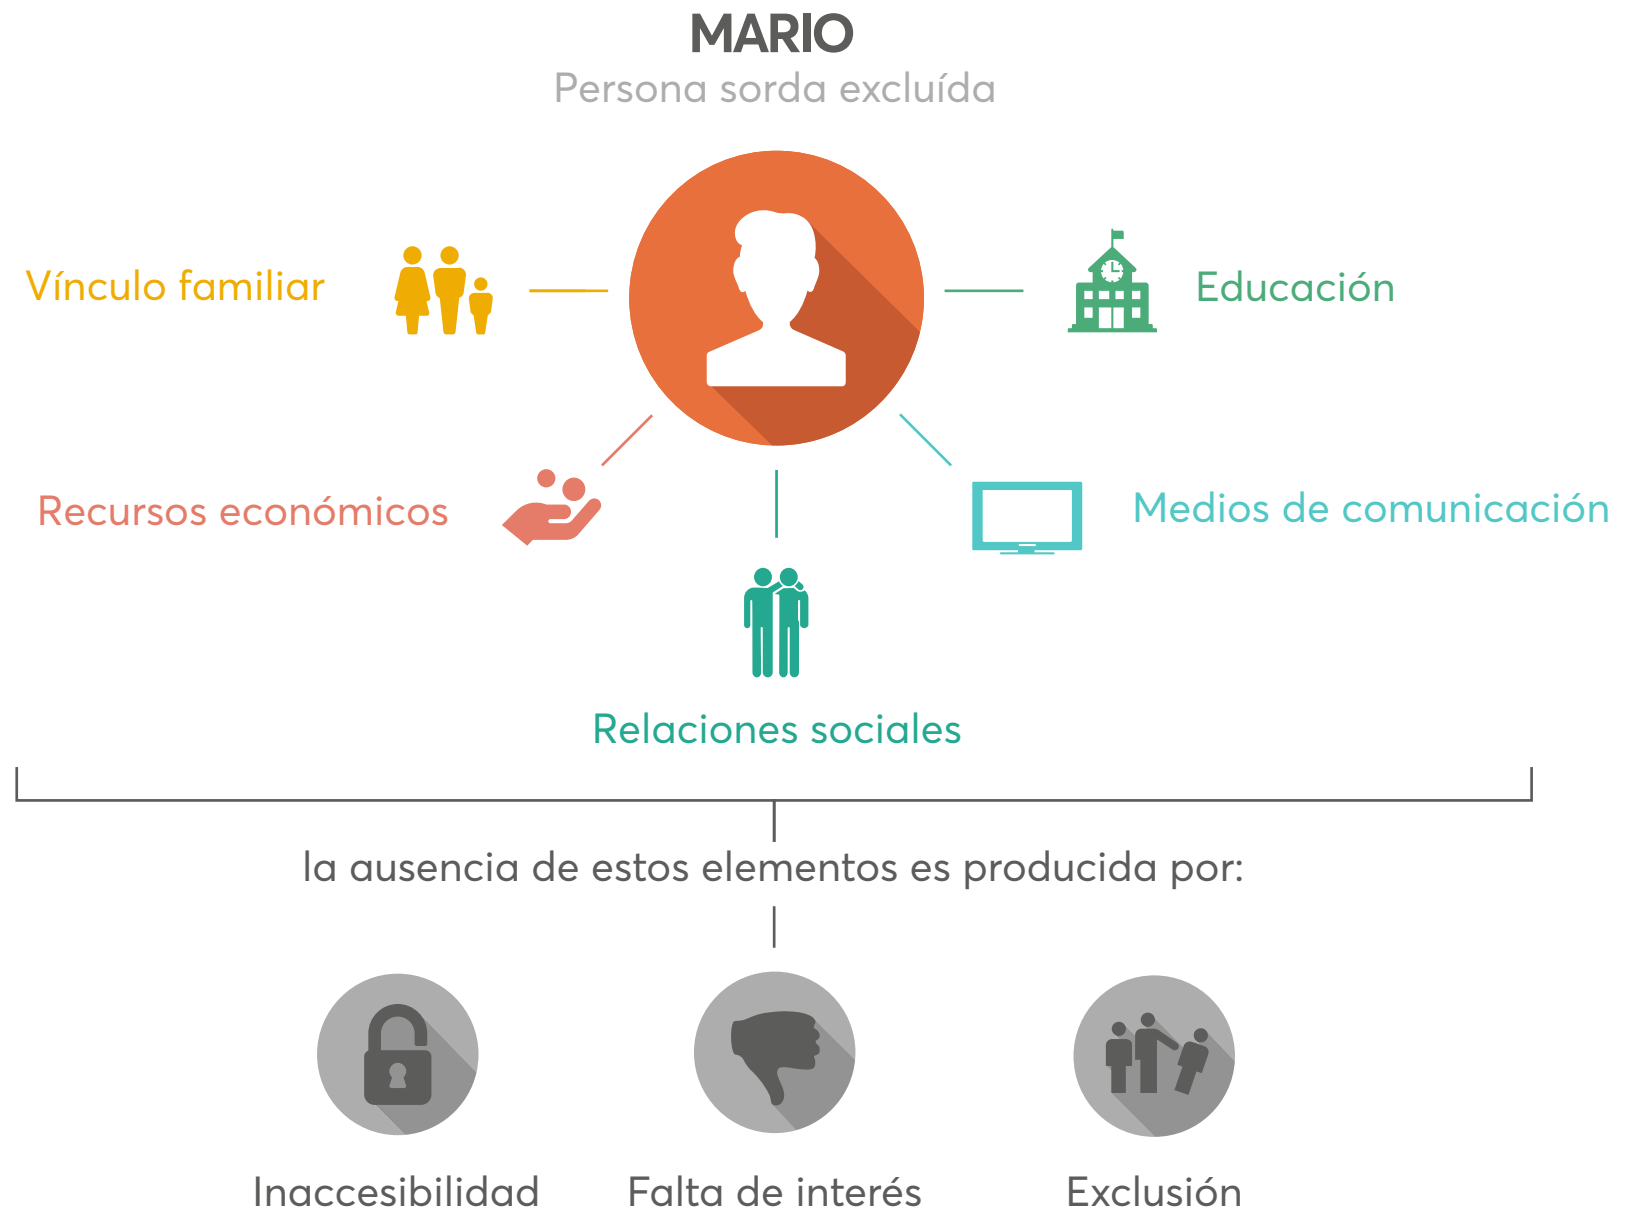 MARIO
Persona sorda excluída
Vínculo familiar
Educación
Recursos económicos
Medios de comunicación
Relaciones sociales
la ausencia de estos elementos es producida por:
Inaccesibilidad
Falta de interés
Exclusión